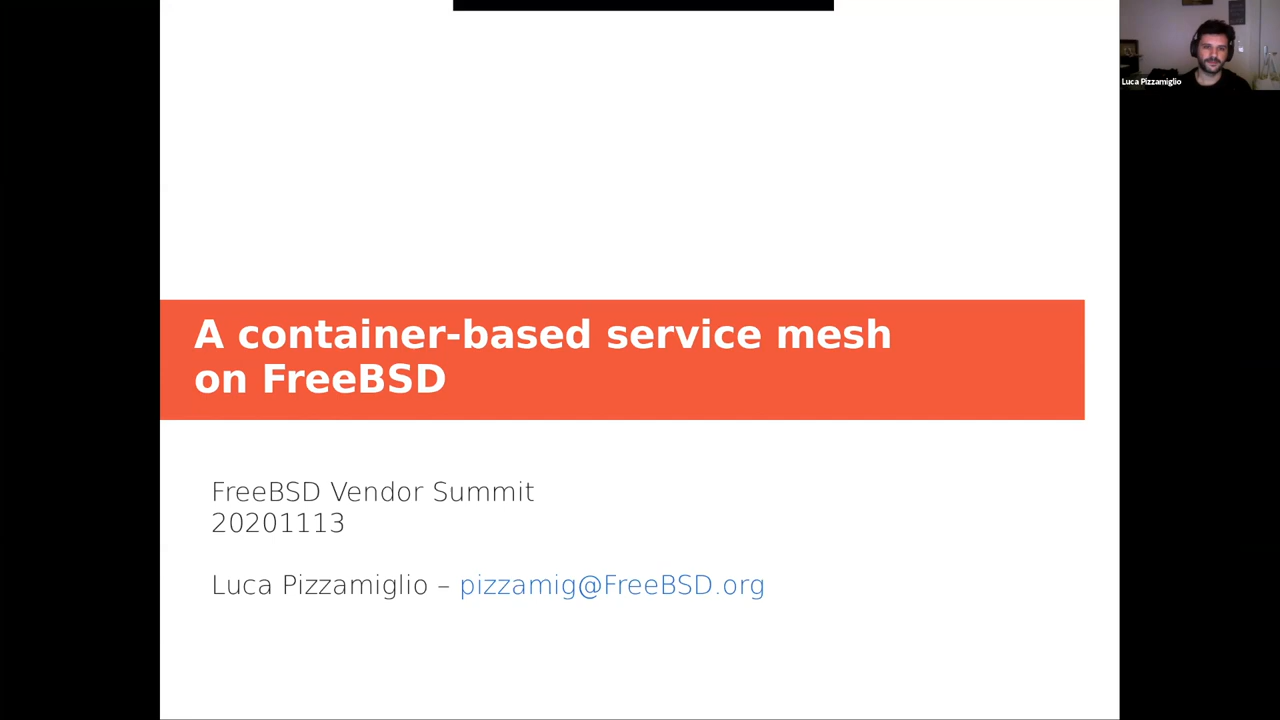 Luca Pizzamiglio
A container-based service mesh
on FreeBSD
FreeBSD Vendor Summit
20201113
Luca Pizzamiglio – pizzamig@FreeBSD.org